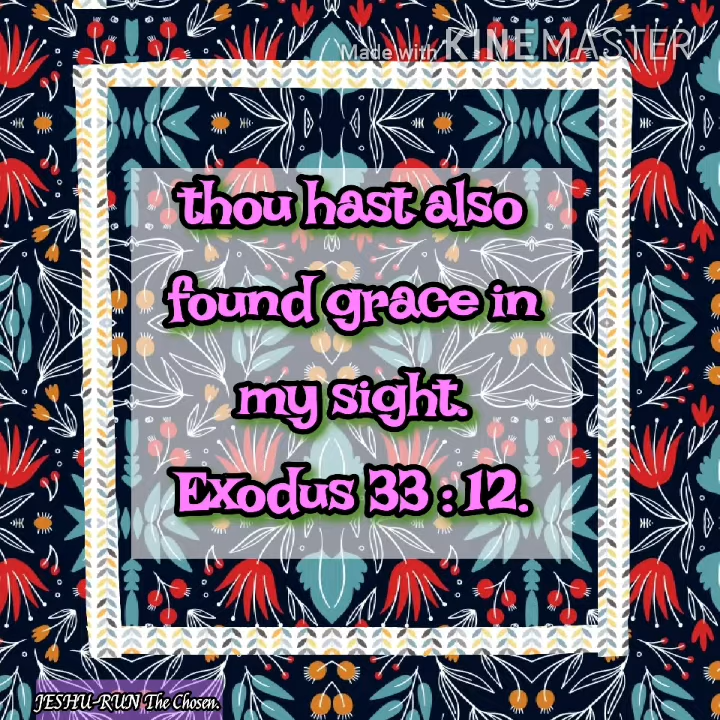 Made with KINEMASTER
thou hast also
found grace in
my sight.
Exodus 33 : 12.
JESHU-RUN The Chosen.